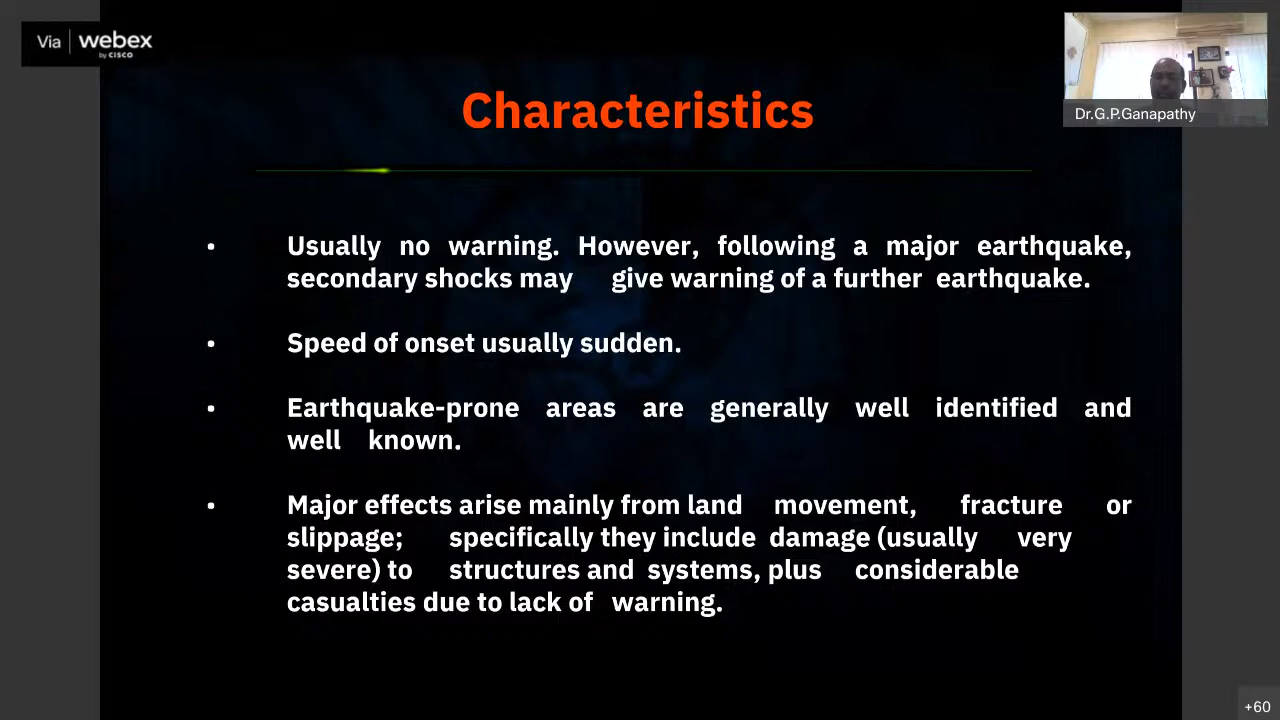 Via | webex
by CISCO
Dr.G.P.Ganapathy
Characteristics
• Usually no warning. However, following a major earthquake,
secondary shocks may give warning of a further earthquake.
• Speed of onset usually sudden.
• Earthquake-prone areas are generally well identified and
well known.
• Major effects arise mainly from land movement, fracture or
slippage; specifically they include damage (usually very
severe) to structures and systems, plus considerable
casualties due to lack of warning.
+60